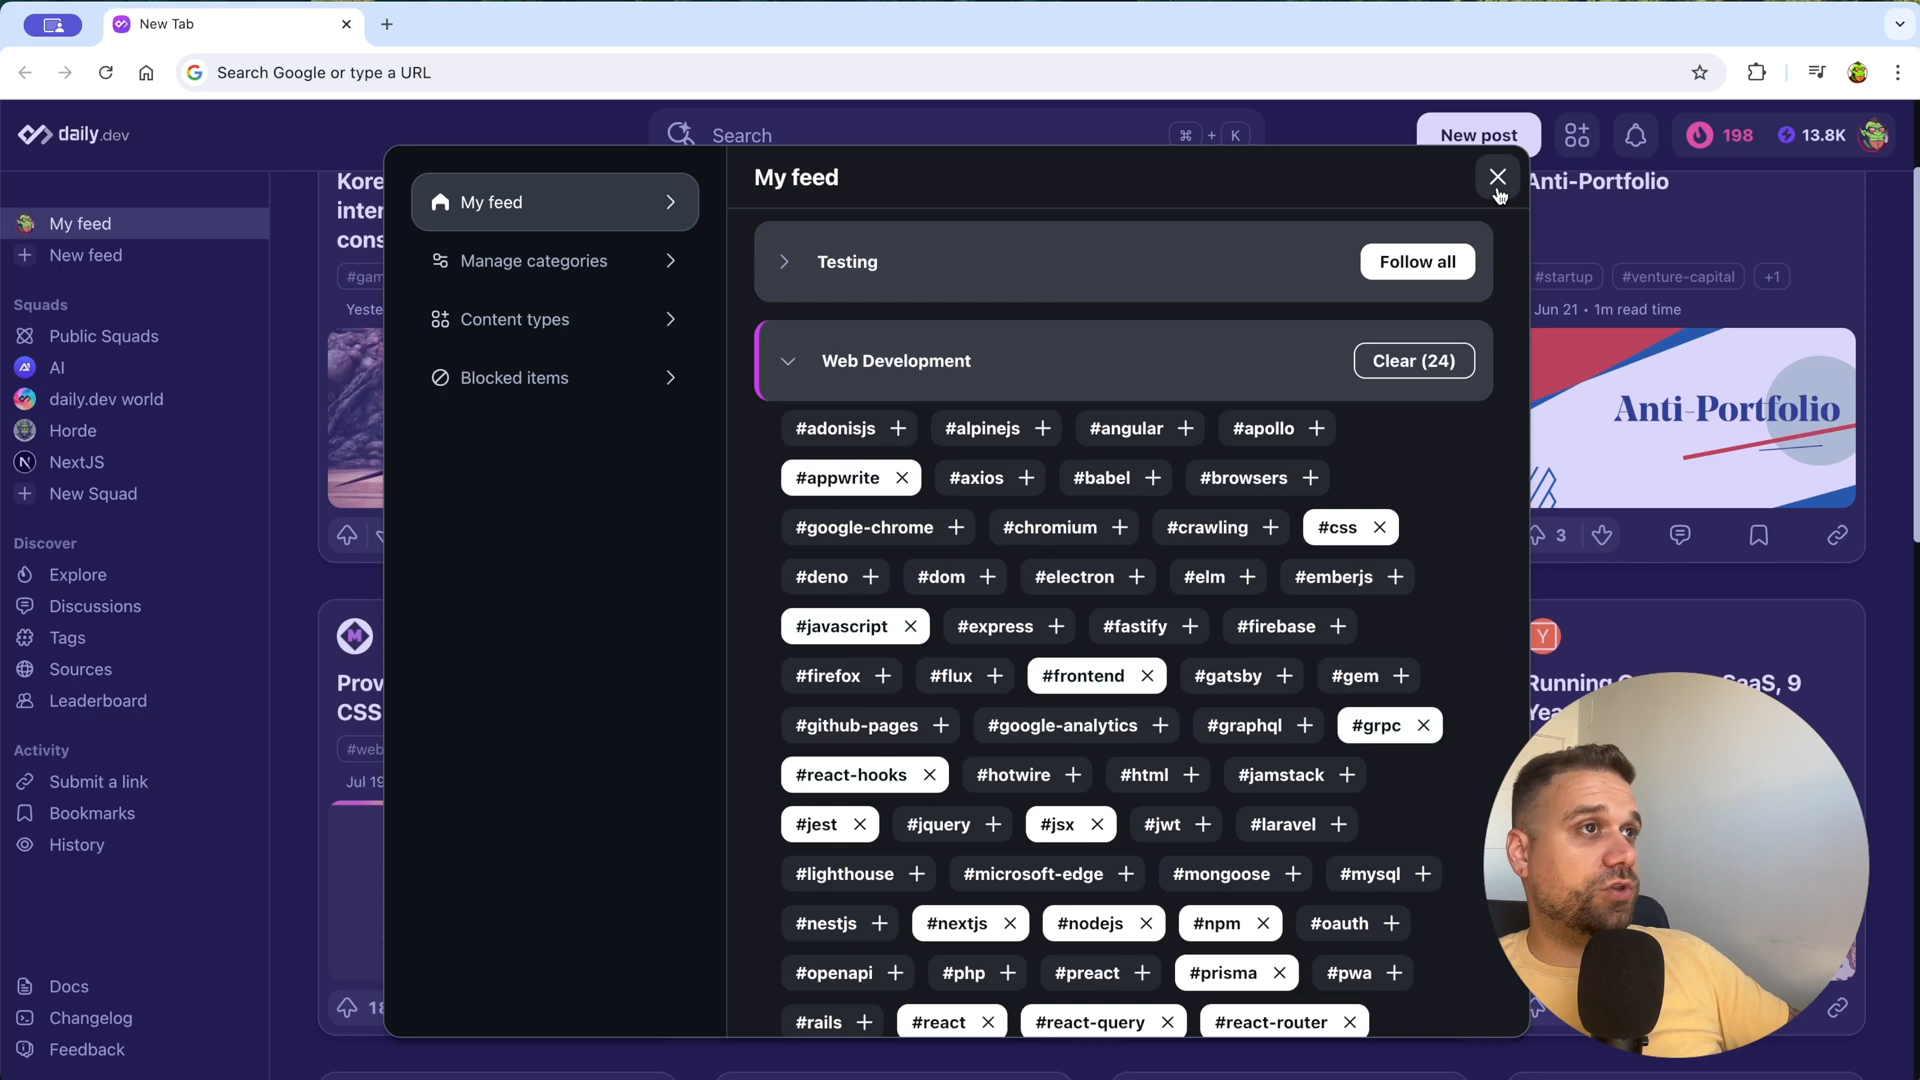 New Tab
Search Google or type a URL
daily.dev
Search
⌘ + K
New post
198
13.8K
My feed
New feed
Squads
Public Squads
AI
daily.dev world
Horde
NextJS
New Squad
Discover
Explore
Discussions
Tags
Sources
Leaderboard
Activity
Submit a link
Bookmarks
History
Docs
Changelog
Feedback
Kore
inter
cons
#gam
Yeste
Prov
CSS
#web
Jul 19
18
My feed
Manage categories
Content types
Blocked items
My feed
Testing
Follow all
Web Development
Clear (24)
#adonisjs #alpinejs #angular #apollo
#appwrite #axios #babel #browsers
#google-chrome #chromium #crawling #css
#deno #dom #electron #elm #emberjs
#javascript #express #fastify #firebase
#firefox #flux #frontend #gatsby #gem
#github-pages #google-analytics #graphql #grpc
#react-hooks #hotwire #html #jamstack
#jest #jquery #jsx #jwt #laravel
#lighthouse #microsoft-edge #mongoose #mysql
#nestjs #nextjs #nodejs #npm #oauth
#openapi #php #preact #prisma #pwa
#rails #react #react-query #react-router
Anti-Portfolio
#startup #venture-capital +1
Jun 21 • 1m read time
Anti-Portfolio
3
Y
Running
SaaS, 9